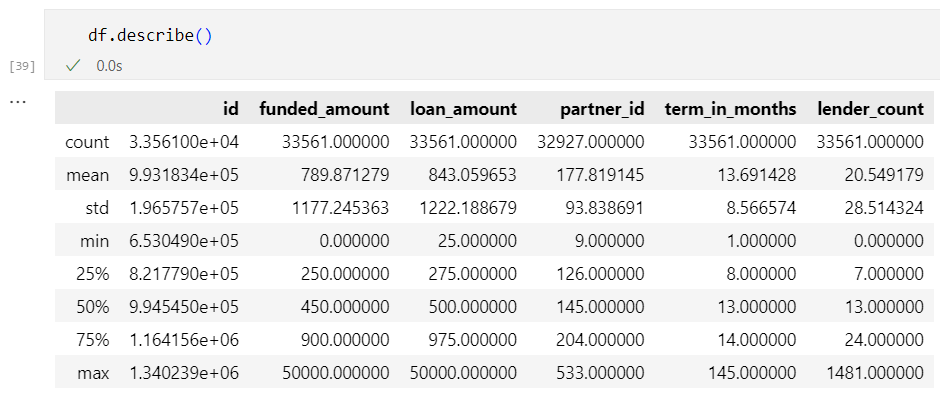 df.describe()
[39] ✓ 0.0s
...
id funded_amount loan_amount partner_id term_in_months lender_count
count 3.356100e+04 33561.000000 33561.000000 32927.000000 33561.000000 33561.000000
mean 9.931834e+05 789.871279 843.059653 177.819145 13.691428 20.549179
std 1.965757e+05 1177.245363 1222.188679 93.838691 8.566574 28.514324
min 6.530490e+05 0.000000 25.000000 9.000000 1.000000 0.000000
25% 8.217790e+05 250.000000 275.000000 126.000000 8.000000 7.000000
50% 9.945450e+05 450.000000 500.000000 145.000000 13.000000 13.000000
75% 1.164156e+06 900.000000 975.000000 204.000000 14.000000 24.000000
max 1.340239e+06 50000.000000 50000.000000 533.000000 145.000000 1481.000000